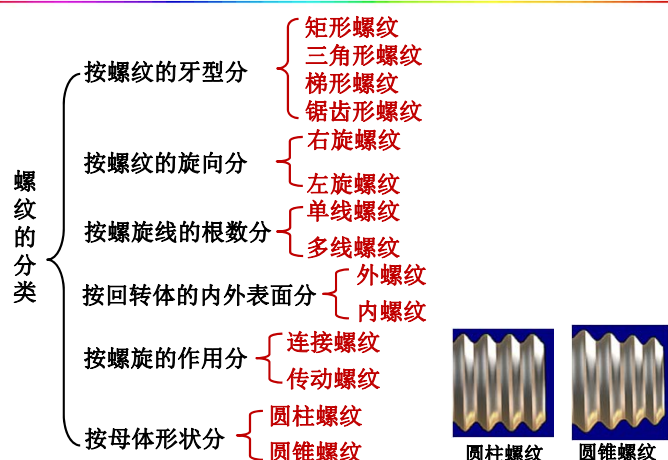 螺纹的分类
按螺纹的牙型分
矩形螺纹
三角形螺纹
梯形螺纹
锯齿形螺纹
按螺纹的旋向分
右旋螺纹
左旋螺纹
按螺旋线的根数分
单线螺纹
多线螺纹
按回转体的内外表面分
外螺纹
内螺纹
按螺旋的作用分
连接螺纹
传动螺纹
按母体形状分
圆柱螺纹
圆锥螺纹
圆柱螺纹
圆锥螺纹